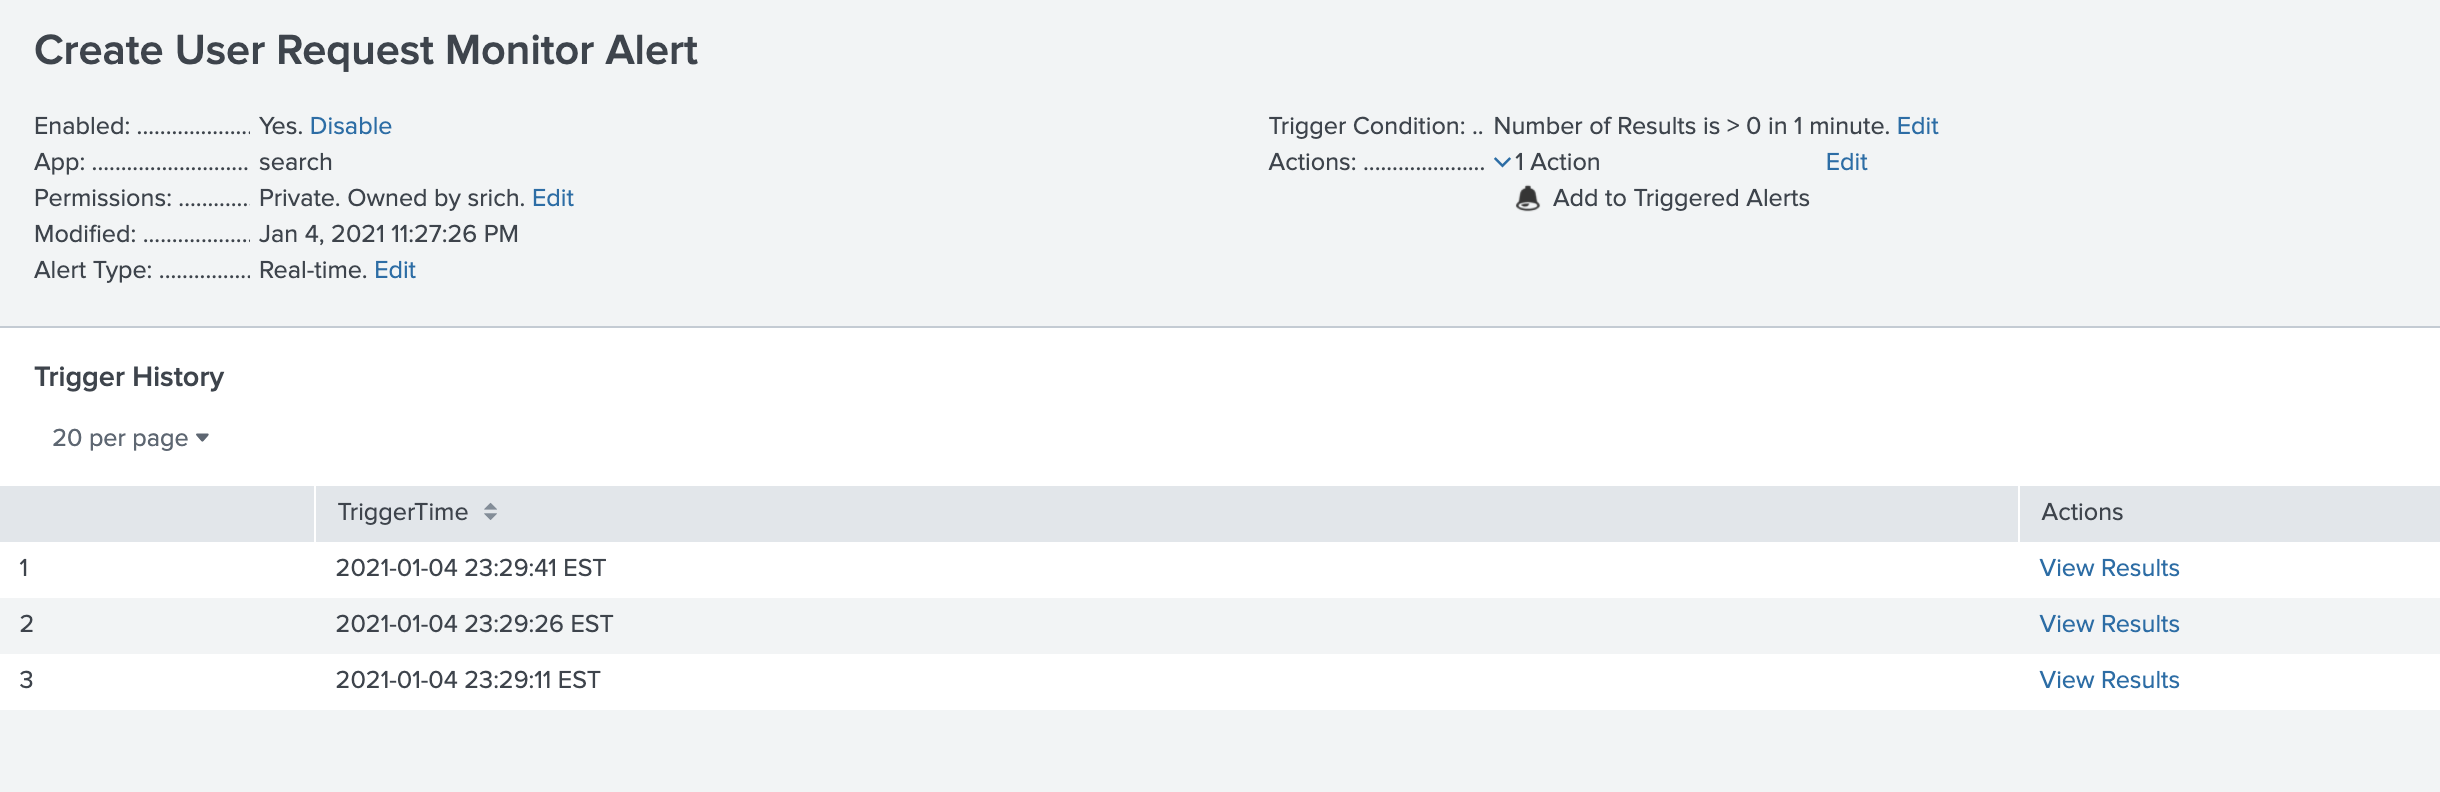 Create User Request Monitor Alert
Enabled: ................... Yes. Disable
App: ........................... search
Permissions: ............ Private. Owned by srich. Edit
Modified: .................. Jan 4, 2021 11:27:26 PM
Alert Type: ................ Real-time. Edit
Trigger Condition: .. Number of Results is > 0 in 1 minute. Edit
Actions: ..................... 1 Action Edit
Add to Triggered Alerts
Trigger History
20 per page
TriggerTime Actions
1 2021-01-04 23:29:41 EST View Results
2 2021-01-04 23:29:26 EST View Results
3 2021-01-04 23:29:11 EST View Results